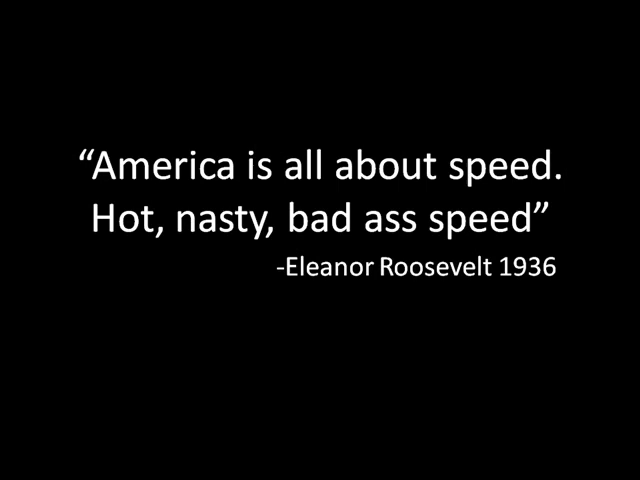 “America is all about speed.
Hot, nasty, bad ass speed”
-Eleanor Roosevelt 1936